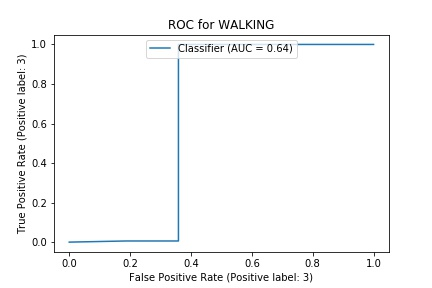 ROC for WALKING
Classifier (AUC = 0.64)
True Positive Rate (Positive label: 3)
1.0
0.8
0.6
0.4
0.2
0.0
0.0 0.2 0.4 0.6 0.8 1.0
False Positive Rate (Positive label: 3)